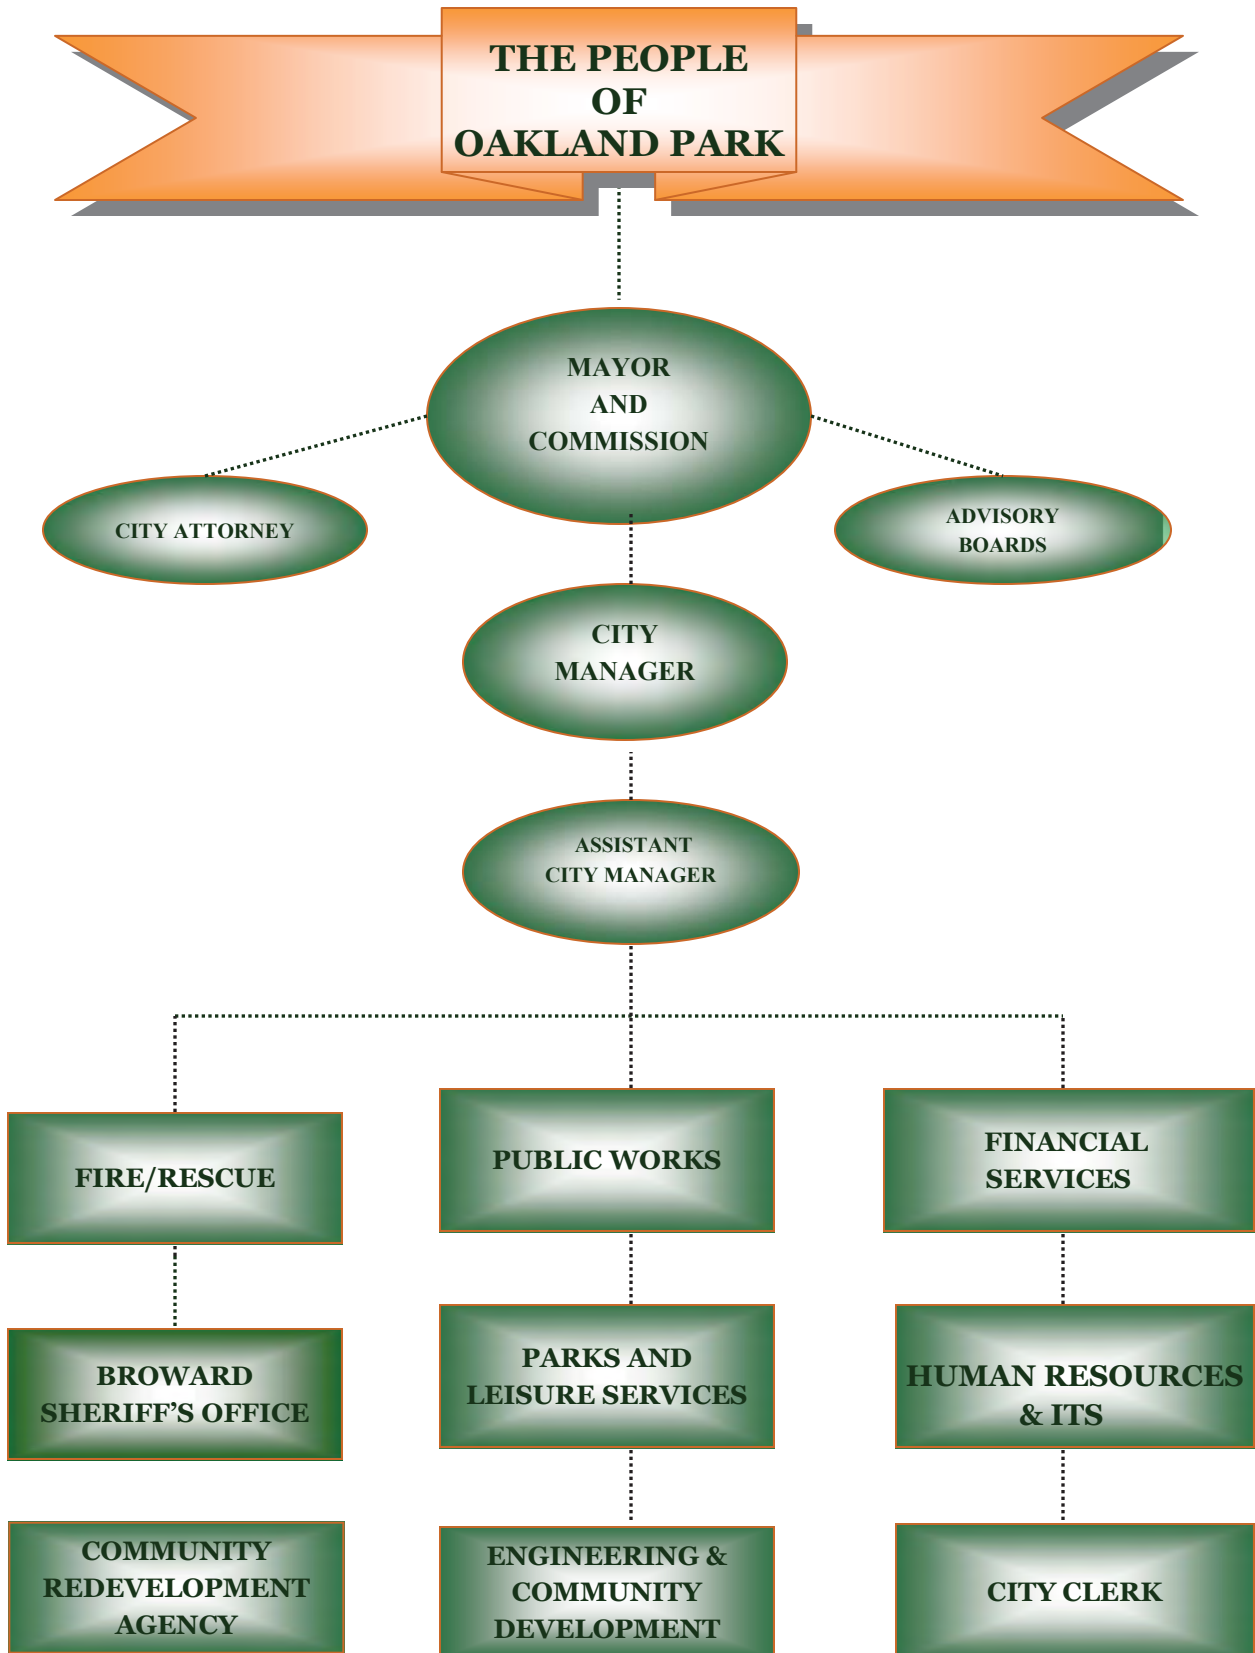 THE PEOPLE
OF
OAKLAND PARK
MAYOR
AND
COMMISSION
CITY ATTORNEY
ADVISORY
BOARDS
CITY
MANAGER
ASSISTANT
CITY MANAGER
FIRE/RESCUE
PUBLIC WORKS
FINANCIAL
SERVICES
BROWARD
SHERIFF’S OFFICE
PARKS AND
LEISURE SERVICES
HUMAN RESOURCES
& ITS
COMMUNITY
REDEVELOPMENT
AGENCY
ENGINEERING &
COMMUNITY
DEVELOPMENT
CITY CLERK